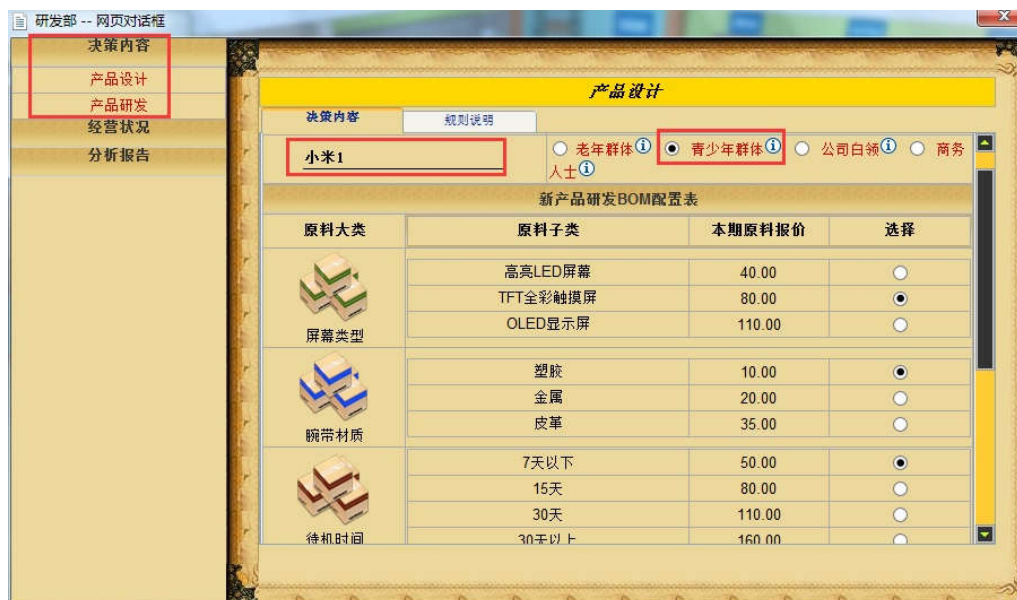 研发部 -- 网页对话框
决策内容
产品设计
产品研发
经营状况
分析报告
产品设计
决策内容 规则说明
小米1
老年群体 青少年群体 公司白领 商务
人士
新产品研发BOM配置表
原料大类 原料子类 本期原料报价 选择
屏幕类型
高亮LED屏幕 40.00
TFT全彩触摸屏 80.00
OLED显示屏 110.00
腕带材质
塑胶 10.00
金属 20.00
皮革 35.00
待机时间
7天以下 50.00
15天 80.00
30天 110.00
30天以上 160.00